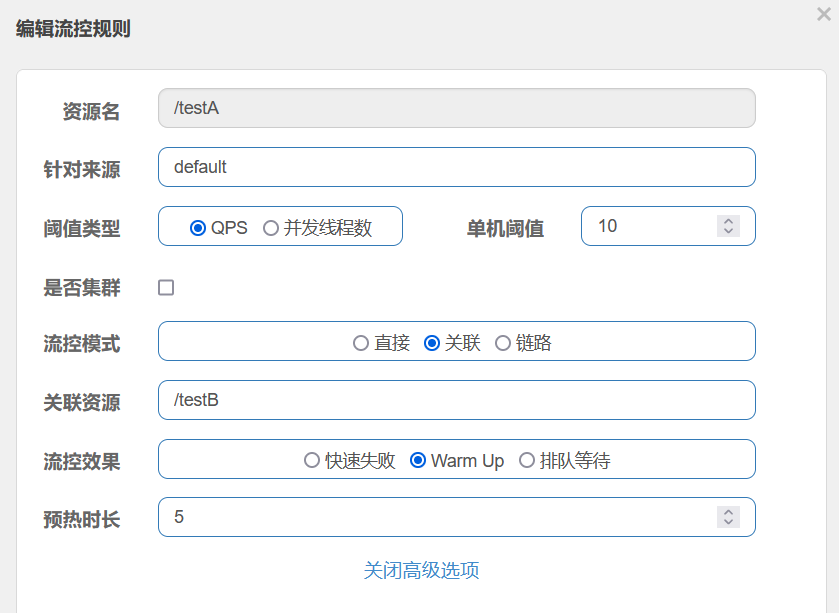 编辑流控规则
×
资源名 /testA
针对来源 default
阈值类型 QPS 并发线程数 单机阈值 10
是否集群
流控模式 直接 关联 链路
关联资源 /testB
流控效果 快速失败 Warm Up 排队等待
预热时长 5
关闭高级选项